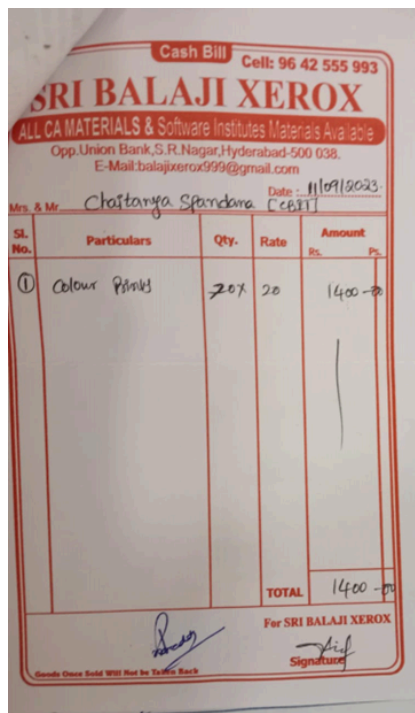 Cash Bill
Cell: 96 42 555 993
SRI BALAJI XEROX
ALL CA MATERIALS & Software Institutes Materials Available
Opp.Union Bank,S.R.Nagar,Hyderabad-500 038.
E-Mail:balajixerox999@gmail.com
Date : 11/09/2023.
Mrs. & Mr. Chaitanya Spandana [CBRT]
Sl. No. Particulars Qty. Rate Amount
Rs. Ps.
① Colour Prints 70x 20 1400-00
TOTAL 1400-00
For SRI BALAJI XEROX
Signature
Goods Once Sold Will Not be Taken Back